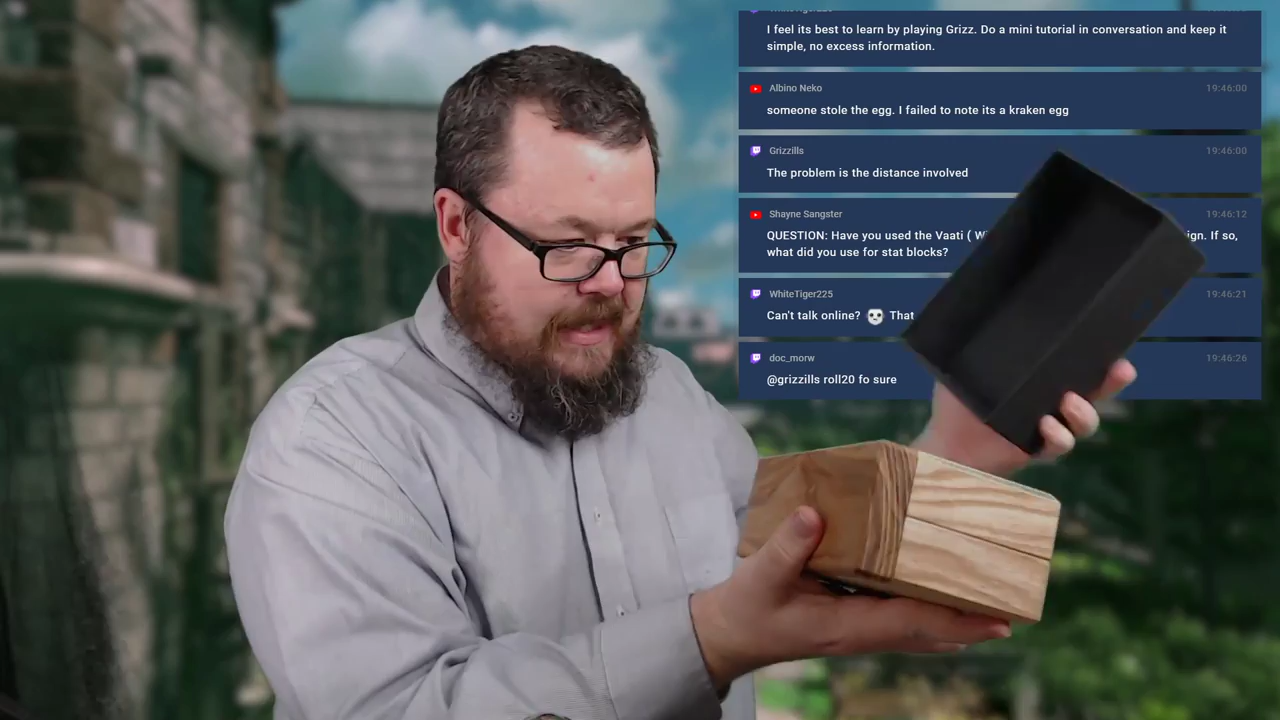 I feel its best to learn by playing Grizz. Do a mini tutorial in conversation and keep it
simple, no excess information.
Albino Neko 19:46:00
someone stole the egg. I failed to note its a kraken egg
Grizzills 19:46:00
The problem is the distance involved
Shayne Sangster 19:46:12
QUESTION: Have you used the Vaati ( If so,
what did you use for stat blocks?
WhiteTiger225 19:46:21
Can't talk online? That
doc_morw 19:46:26
@grizzills roll20 fo sure